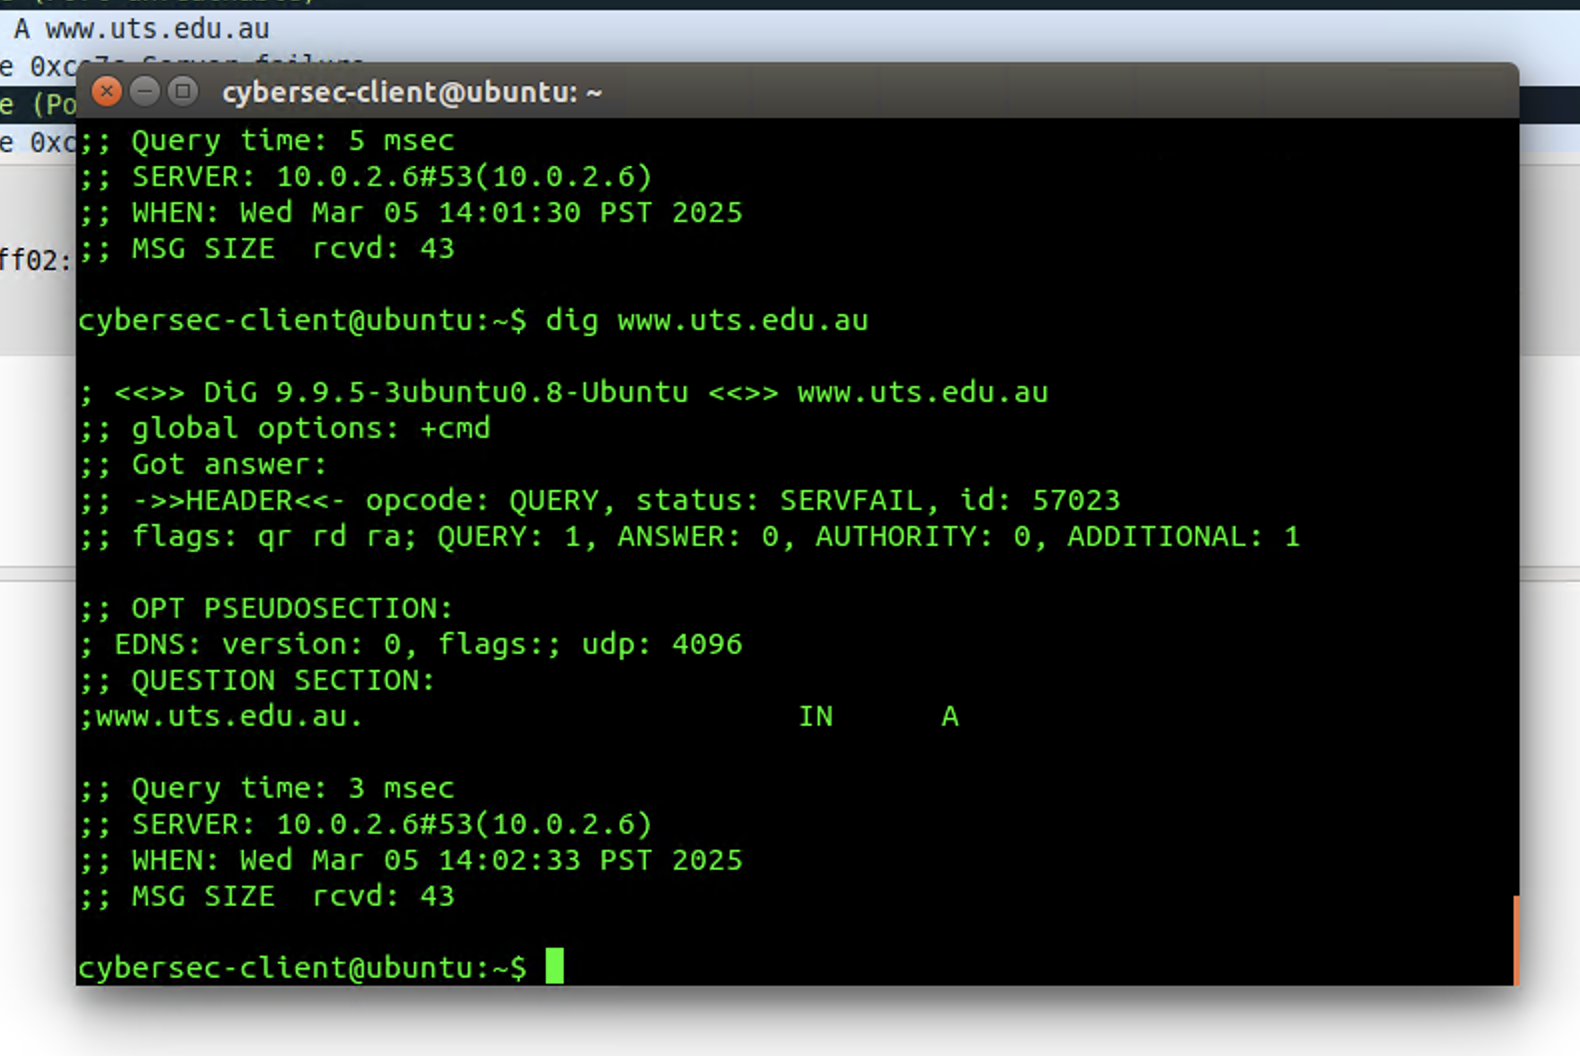 A www.uts.edu.au
e 0xc
e (Po
e 0xc
ff02:
cybersec-client@ubuntu: ~
;; Query time: 5 msec
;; SERVER: 10.0.2.6#53(10.0.2.6)
;; WHEN: Wed Mar 05 14:01:30 PST 2025
;; MSG SIZE  rcvd: 43
cybersec-client@ubuntu:~$ dig www.uts.edu.au
; <<>> DiG 9.9.5-3ubuntu0.8-Ubuntu <<>> www.uts.edu.au
;; global options: +cmd
;; Got answer:
;; ->>HEADER<<- opcode: QUERY, status: SERVFAIL, id: 57023
;; flags: qr rd ra; QUERY: 1, ANSWER: 0, AUTHORITY: 0, ADDITIONAL: 1
;; OPT PSEUDOSECTION:
; EDNS: version: 0, flags:; udp: 4096
;; QUESTION SECTION:
;www.uts.edu.au. IN A
;; Query time: 3 msec
;; SERVER: 10.0.2.6#53(10.0.2.6)
;; WHEN: Wed Mar 05 14:02:33 PST 2025
;; MSG SIZE  rcvd: 43
cybersec-client@ubuntu:~$